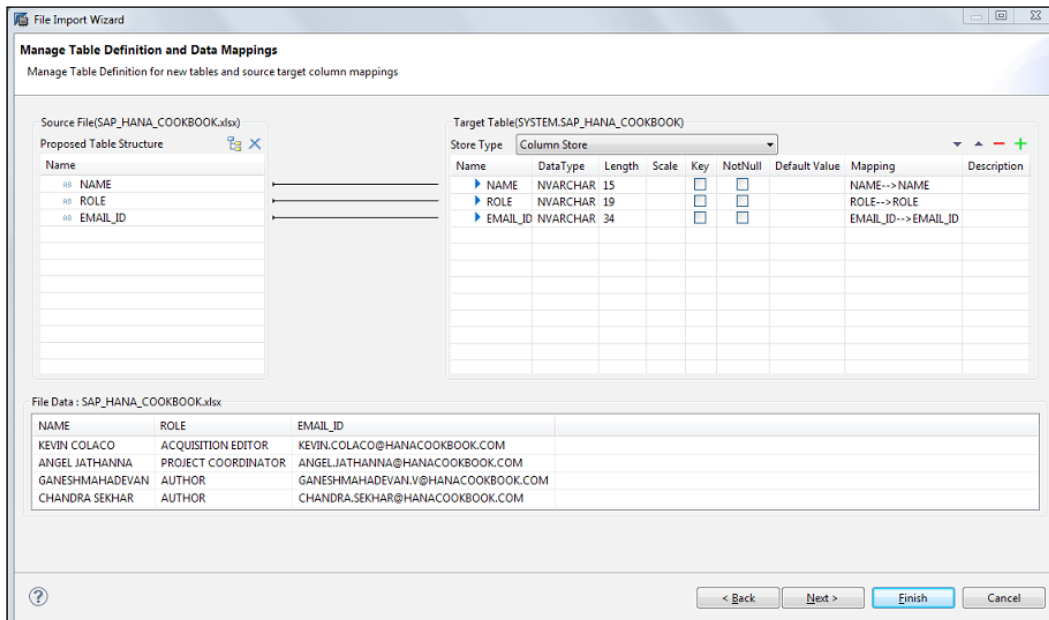 File Import Wizard
Manage Table Definition and Data Mappings
Manage Table Definition for new tables and source target column mappings
Source File(SAP_HANA_COOKBOOK.xlsx)
Proposed Table Structure
Name
AB NAME
AB ROLE
AB EMAIL_ID
Target Table(SYSTEM.SAP_HANA_COOKBOOK)
Store Type Column Store
Name DataType Length Scale Key NotNull Default Value Mapping Description
NAME NVARCHAR 15 NAME-->NAME
ROLE NVARCHAR 19 ROLE-->ROLE
EMAIL_ID NVARCHAR 34 EMAIL_ID-->EMAIL_ID
File Data : SAP_HANA_COOKBOOK.xlsx
NAME ROLE EMAIL_ID
KEVIN COLACO ACQUISITION EDITOR KEVIN.COLACO@HANACOOKBOOK.COM
ANGEL JATHANNA PROJECT COORDINATOR ANGEL.JATHANNA@HANACOOKBOOK.COM
GANESHMAHADEVAN AUTHOR GANESHMAHADEVAN.V@HANACOOKBOOK.COM
CHANDRA SEKHAR AUTHOR CHANDRA.SEKHAR@HANACOOKBOOK.COM
? < Back Next > Finish Cancel